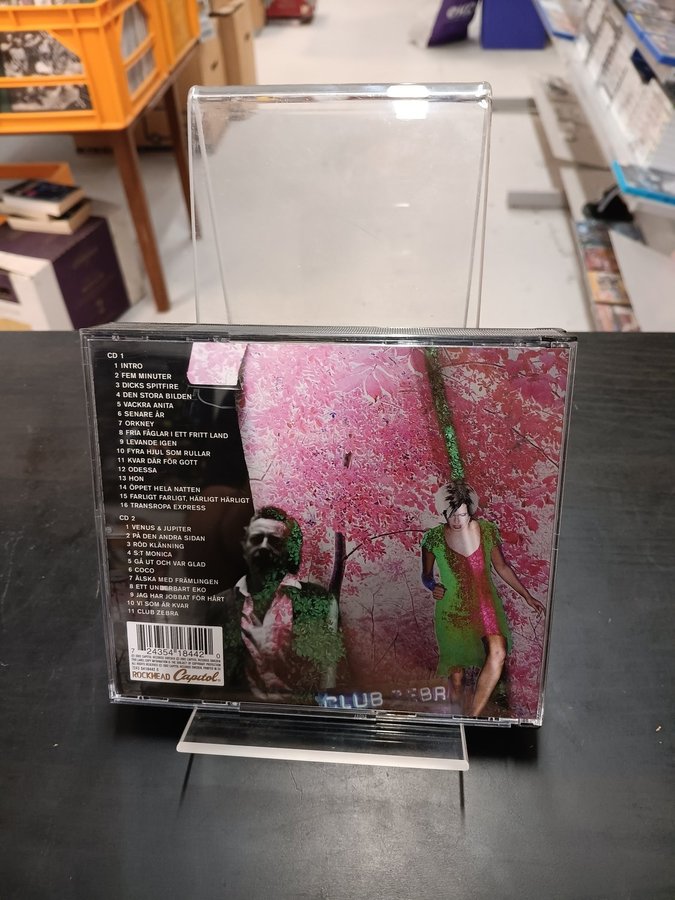 CD 1
1 INTRO
2 FEM MINUTER
3 DICKS SPITFIRE
4 DEN STORA BILDEN
5 VACKRA ANITA
6 SENARE ÅR
7 ORKNEY
8 FRIA FÅGLAR I ETT FRITT LAND
9 LEVANDE IGEN
10 FYRA HJUL SOM RULLAR
11 KVAR DÄR FÖR GOTT
12 ODESSA
13 HON
14 ÖPPET HELA NATTEN
15 FARLIGT FARLIGT, HÄRLIGT HÄRLIGT
16 TRANSROPA EXPRESS
CD 2
1 VENUS & JUPITER
2 PÅ DEN ANDRA SIDAN
3 RÖD KLÄNNING
4 S:T MONICA
5 GÅ UT OCH VAR GLAD
6 COCO
7 ÄLSKA MED FRÄMLINGEN
8 ETT UNDERBART EKO
9 JAG HAR JOBBAT FÖR HÅRT
10 VI SOM ÄR KVAR
11 CLUB ZEBRA
7 24354 18442 0
ROCKHEAD Capitol
CLUB ZEBR